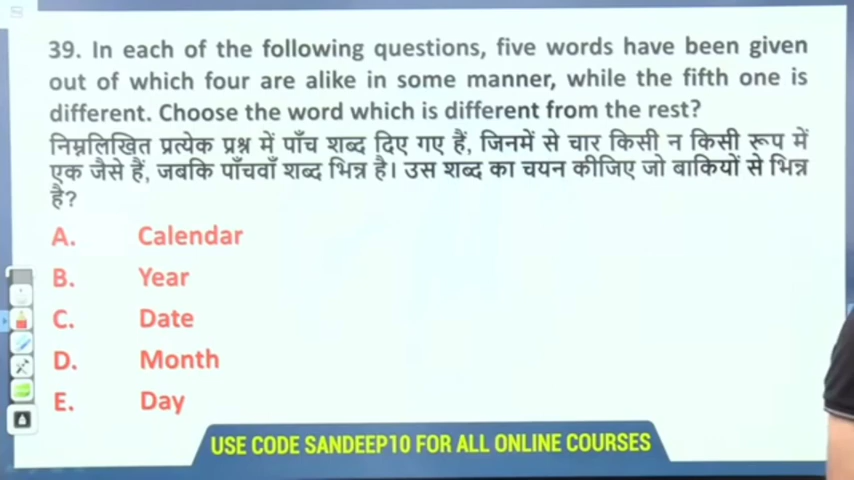 39. In each of the following questions, five words have been given
out of which four are alike in some manner, while the fifth one is
different. Choose the word which is different from the rest?
निम्नलिखित प्रत्येक प्रश्न में पाँच शब्द दिए गए हैं, जिनमें से चार किसी न किसी रूप में
एक जैसे हैं, जबकि पाँचवाँ शब्द भिन्न है। उस शब्द का चयन कीजिए जो बाकियों से भिन्न
है?
A. Calendar
B. Year
C. Date
D. Month
E. Day
USE CODE SANDEEP10 FOR ALL ONLINE COURSES